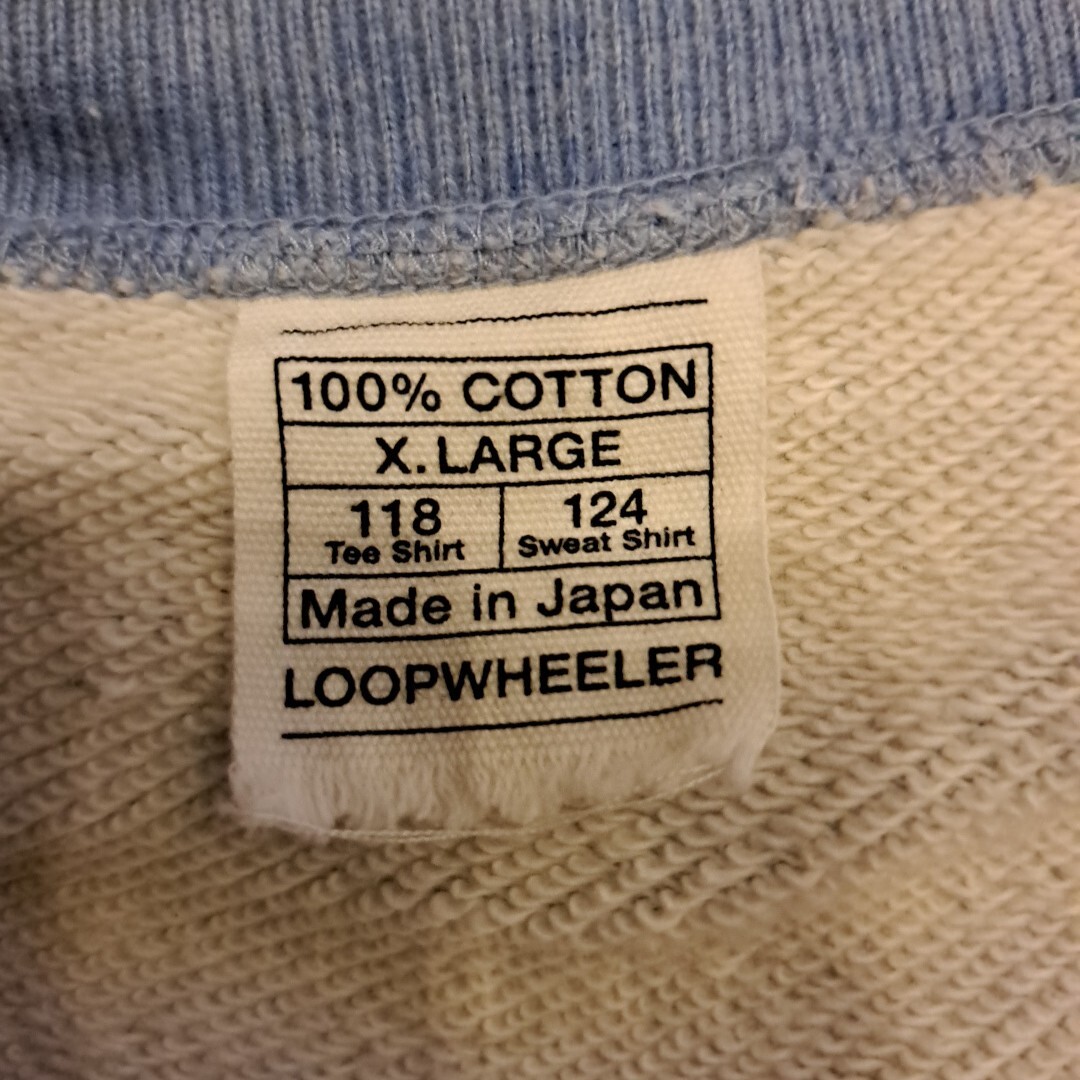 100% COTTON
X.LARGE
118 124
Tee Shirt Sweat Shirt
Made in Japan
LOOPWHEELER